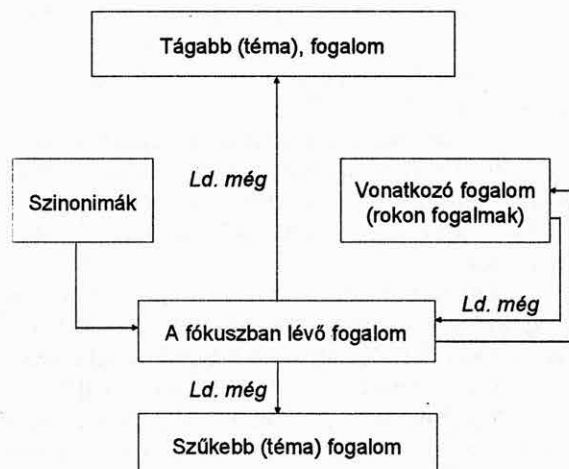 Tágabb (téma), fogalom
Ld. még
Szinonimák
Vonatkozó fogalom
(rokon fogalmak)
Ld. még
A fókuszban lévő fogalom
Ld. még
Szűkebb (téma) fogalom